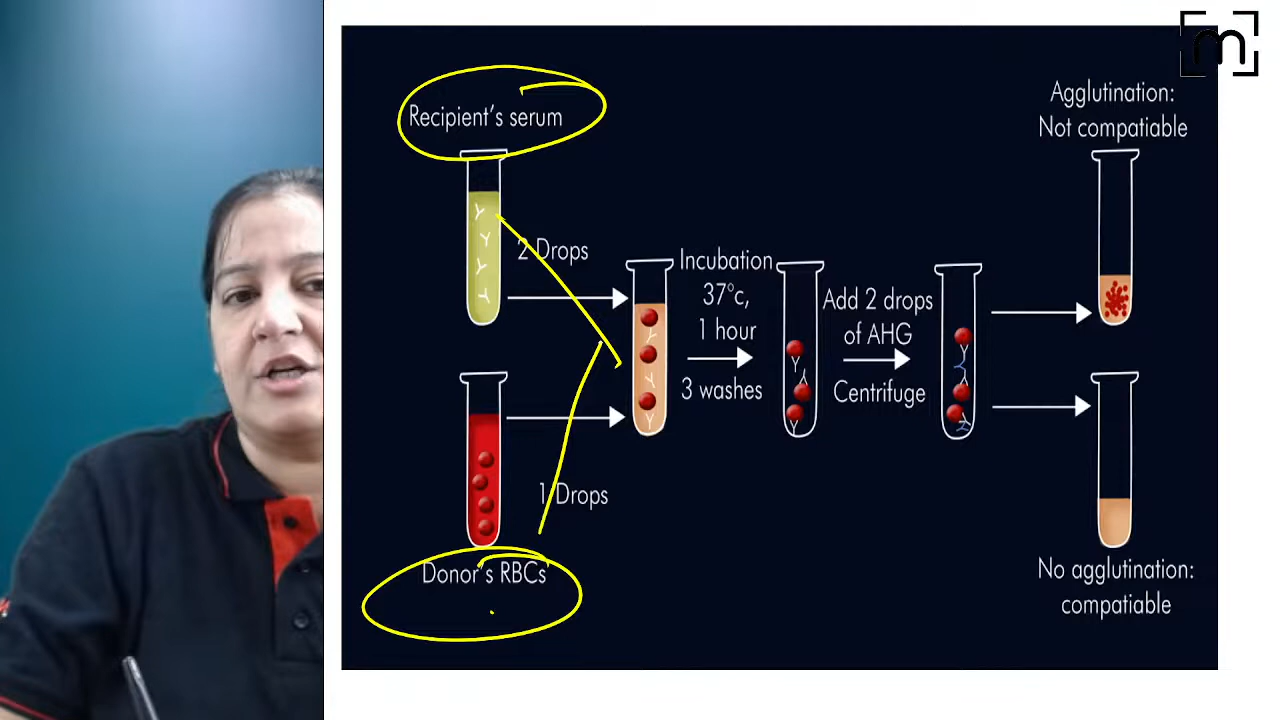 Recipient's serum
2 Drops
1 Drops
Donor's RBCs
Incubation
37°c,
1 hour
3 washes
Add 2 drops
of AHG
Centrifuge
Agglutination:
Not compatiable
No agglutination:
compatiable
m